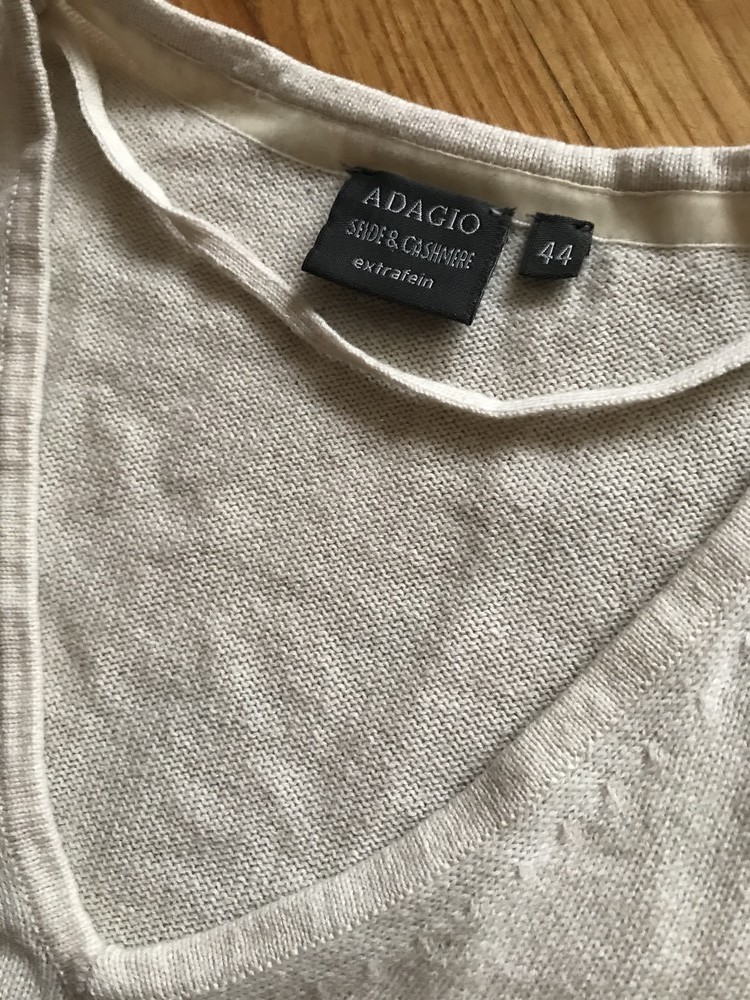 ADAGIO
SEIDE & CASHMERE
extrafein
44